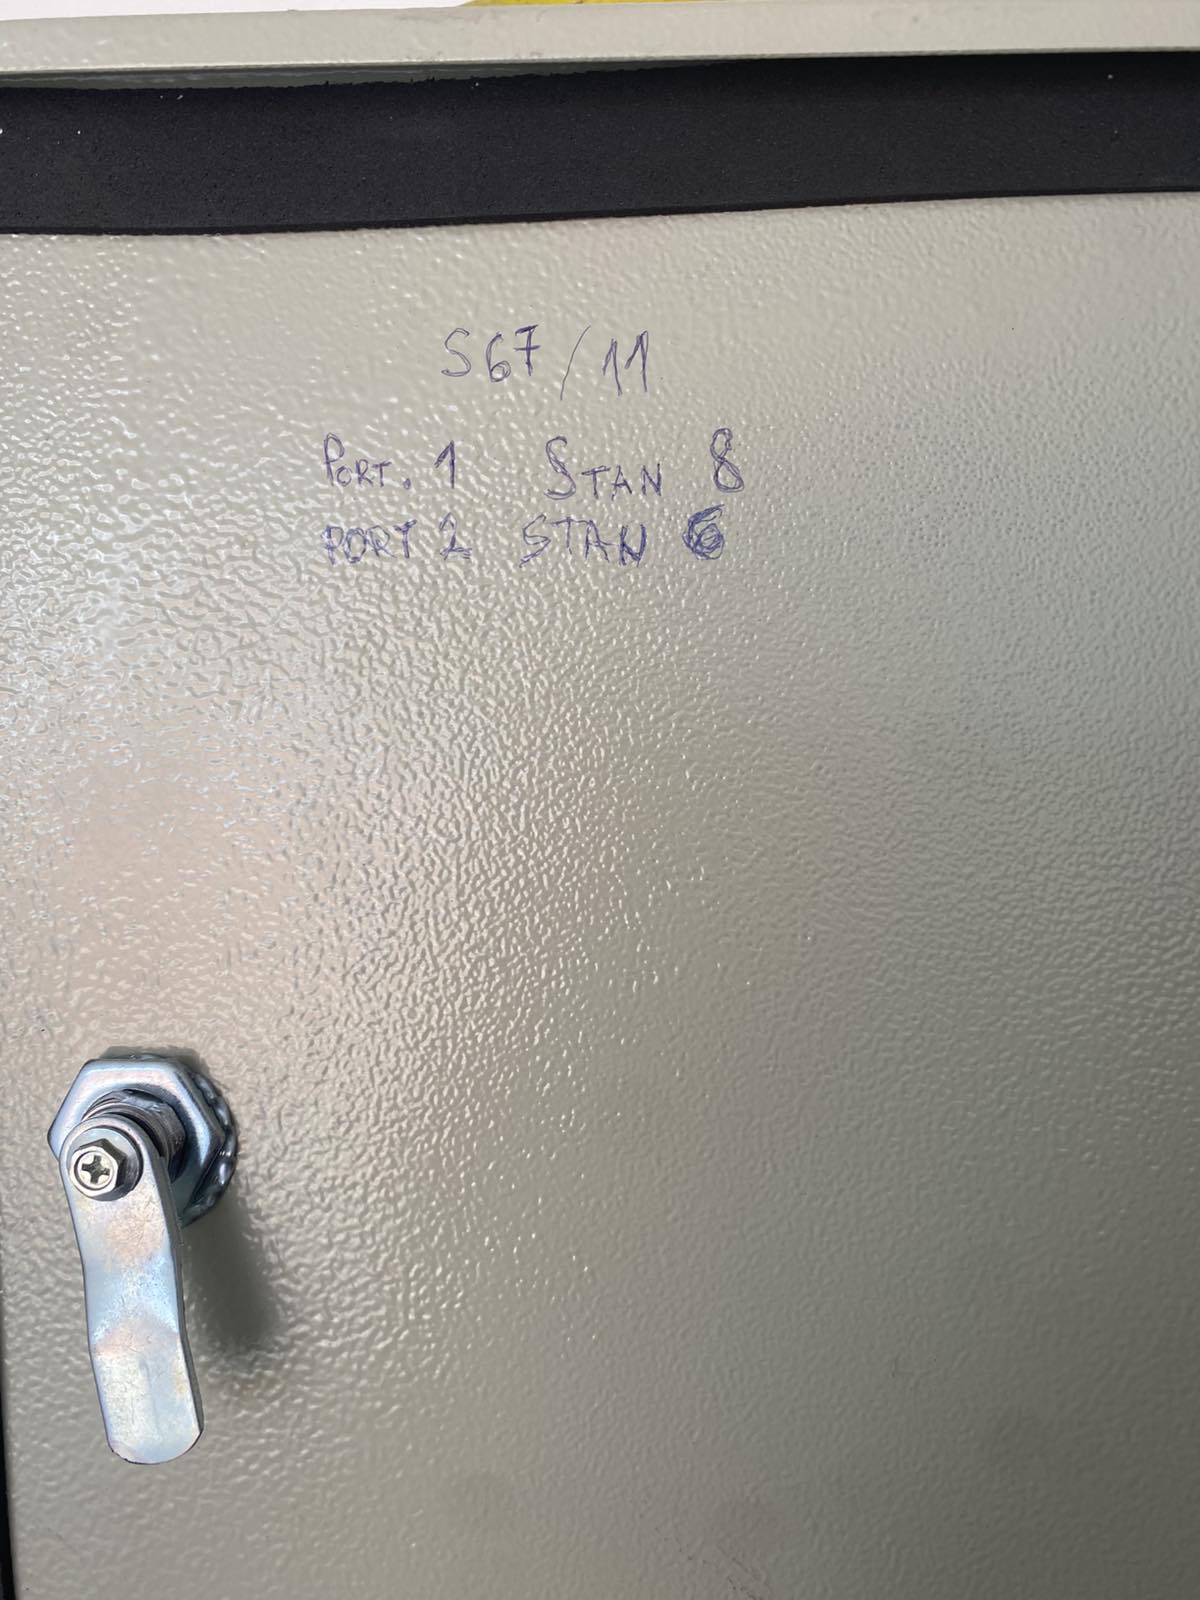 S67/11
PORT. 1 STAN 8
PORT 2 STAN 6